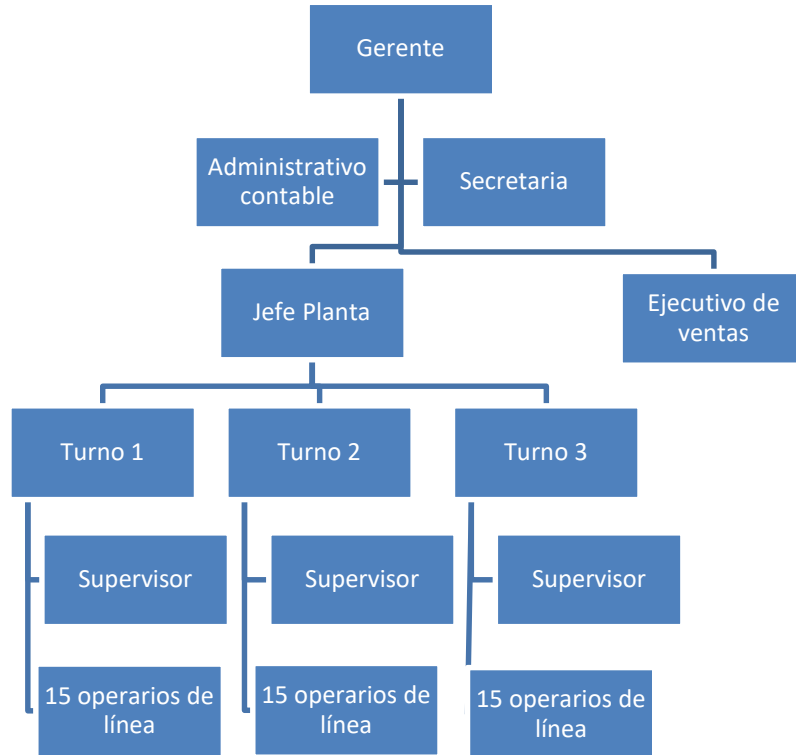 Gerente
Administrativo
contable
Secretaria
Jefe Planta
Ejecutivo de
ventas
Turno 1
Turno 2
Turno 3
Supervisor
Supervisor
Supervisor
15 operarios de
línea
15 operarios de
línea
15 operarios de
línea